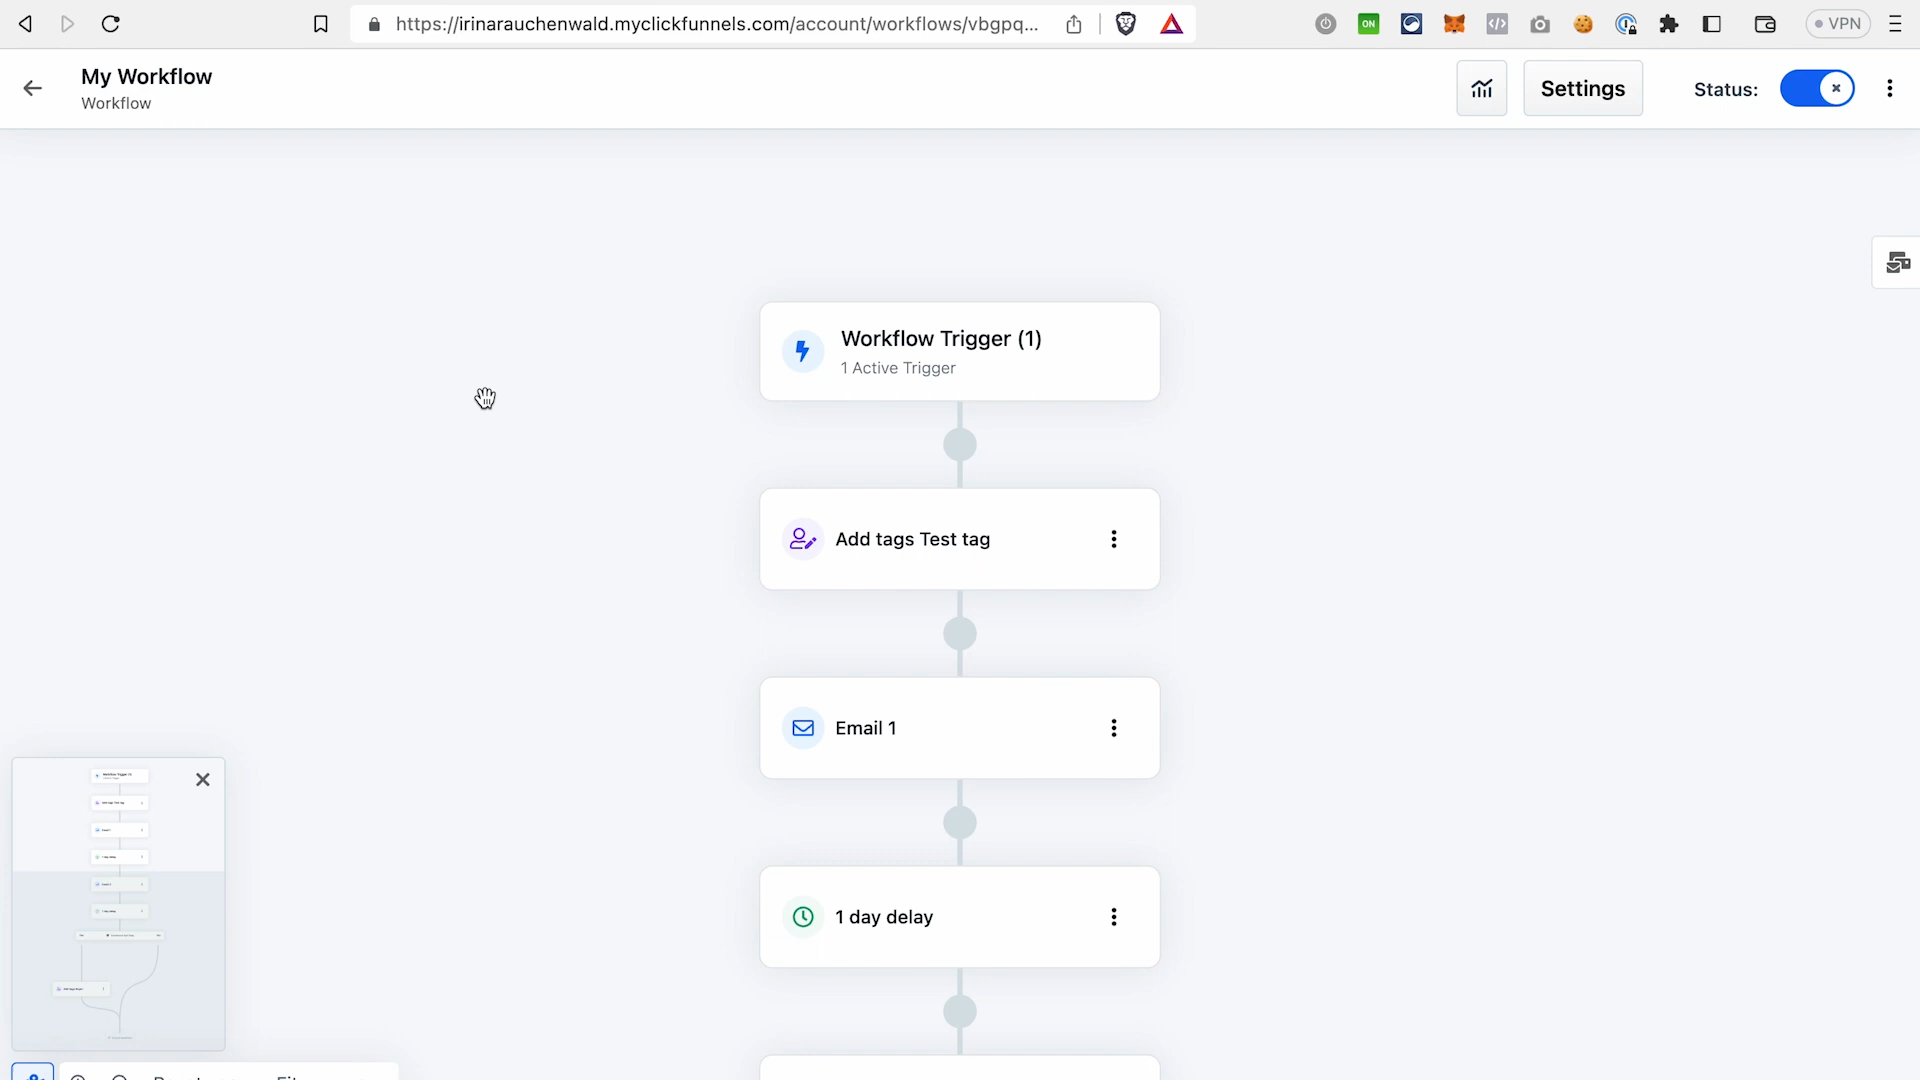 https://irinarauchenwald.myclickfunnels.com/account/workflows/vbgpq...
ON
VPN
My Workflow
Workflow
Settings
Status:
Workflow Trigger (1)
1 Active Trigger
Add tags Test tag
Email 1
1 day delay